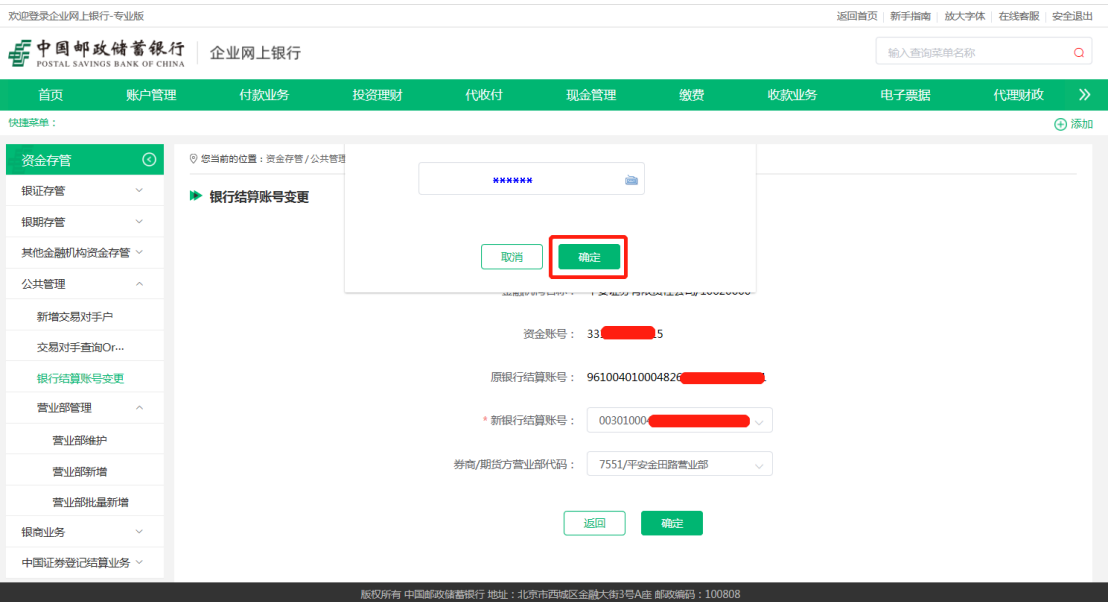 欢迎登录企业网上银行-专业版
返回首页 新手指南 放大字体 在线客服 安全退出
中国邮政储蓄银行 企业网上银行
POSTAL SAVINGS BANK OF CHINA
输入查询菜单名称
首页 账户管理 付款业务 投资理财 代收付 现金管理 缴费 收款业务 电子票据 代理财政
快捷菜单：
添加
资金存管
您当前的位置：资金存管/公共管理
银证存管
******
银行结算账号变更
银期存管
其他金融机构资金存管
取消 确定
公共管理
新增交易对手户
资金账号： 33 15
交易对手查询Or...
银行结算账号变更
原银行结算账号： 961004010004826 1
营业部管理
* 新银行结算账号： 00301000
营业部维护
券商/期货方营业部代码： 7551/平安金田路营业部
营业部新增
营业部批量新增
返回 确定
银商业务
中国证券登记结算业务
版权所有 中国邮政储蓄银行 地址：北京市西城区金融大街3号A座 邮政编码：100808